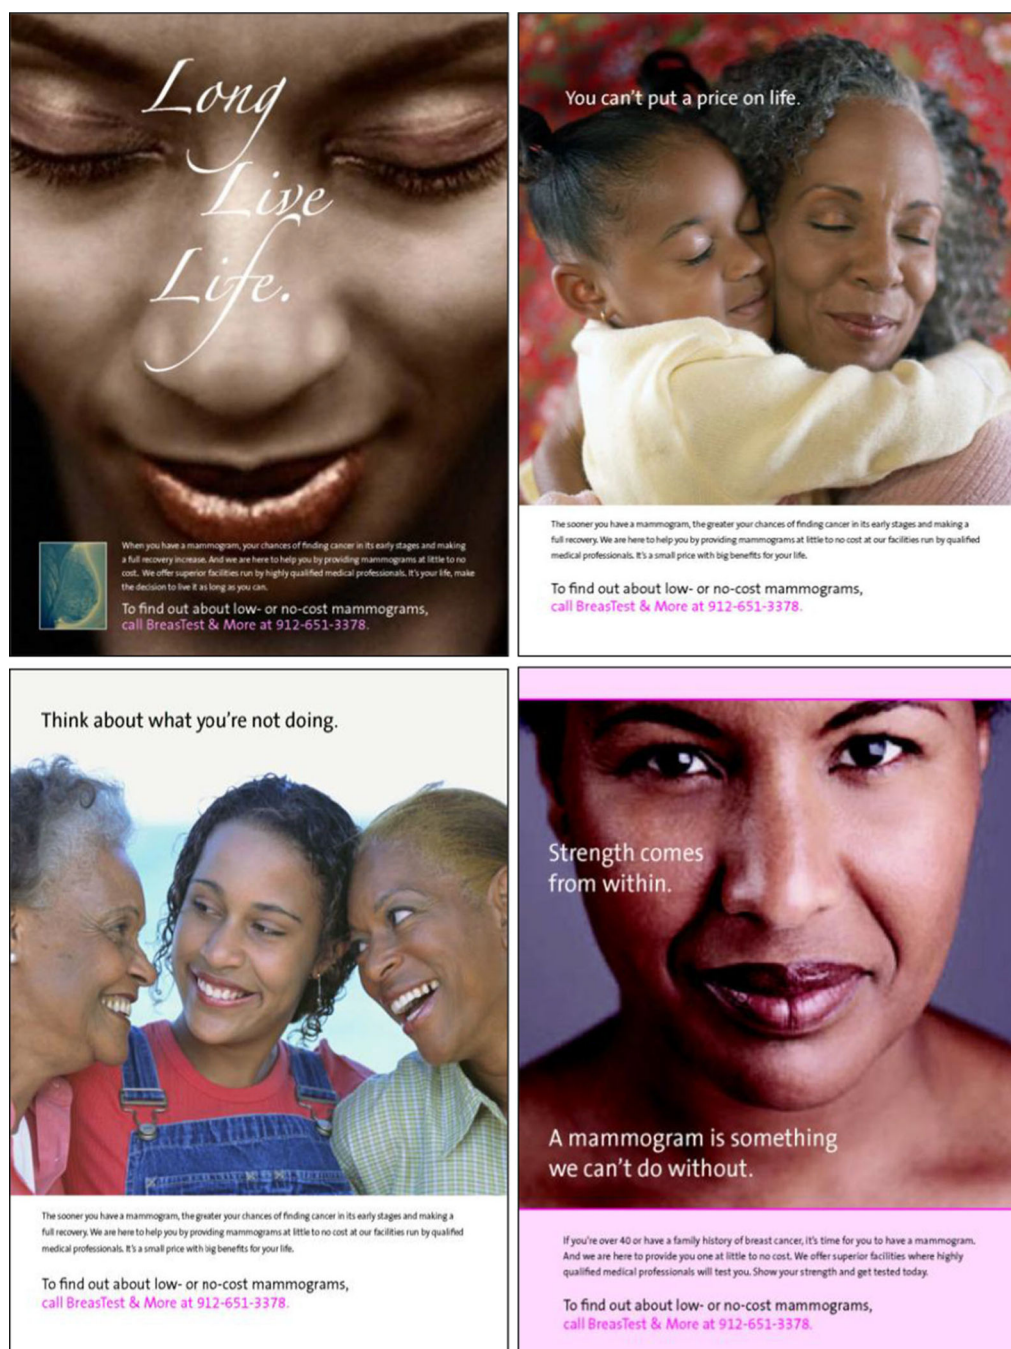 Long
Live
Life.
When you have a mammogram, your chances of finding cancer in its early stages and making
a full recovery increase. And we are here to help you by providing mammograms at little to no
cost. We offer superior facilities run by highly qualified medical professionals. It's your life, make
the decision to live it as long as you can.
To find out about low- or no-cost mammograms,
call BreasTest & More at 912-651-3378.
You can't put a price on life.
The sooner you have a mammogram, the greater your chances of finding cancer in its early stages and making a
full recovery. We are here to help you by providing mammograms at little to no cost at our facilities run by qualified
medical professionals. It's a small price with big benefits for your life.
To find out about low- or no-cost mammograms,
call BreasTest & More at 912-651-3378.
Think about what you're not doing.
The sooner you have a mammogram, the greater your chances of finding cancer in its early stages and making a
full recovery. We are here to help you by providing mammograms at little to no cost at our facilities run by qualified
medical professionals. It's a small price with big benefits for your life.
To find out about low- or no-cost mammograms,
call BreasTest & More at 912-651-3378.
Strength comes
from within.
A mammogram is something
we can't do without.
If you're over 40 or have a family history of breast cancer, it's time for you to have a mammogram.
And we are here to provide you one at little to no cost. We offer superior facilities where highly
qualified medical professionals will test you. Show your strength and get tested today.
To find out about low- or no-cost mammograms,
call BreasTest & More at 912-651-3378.